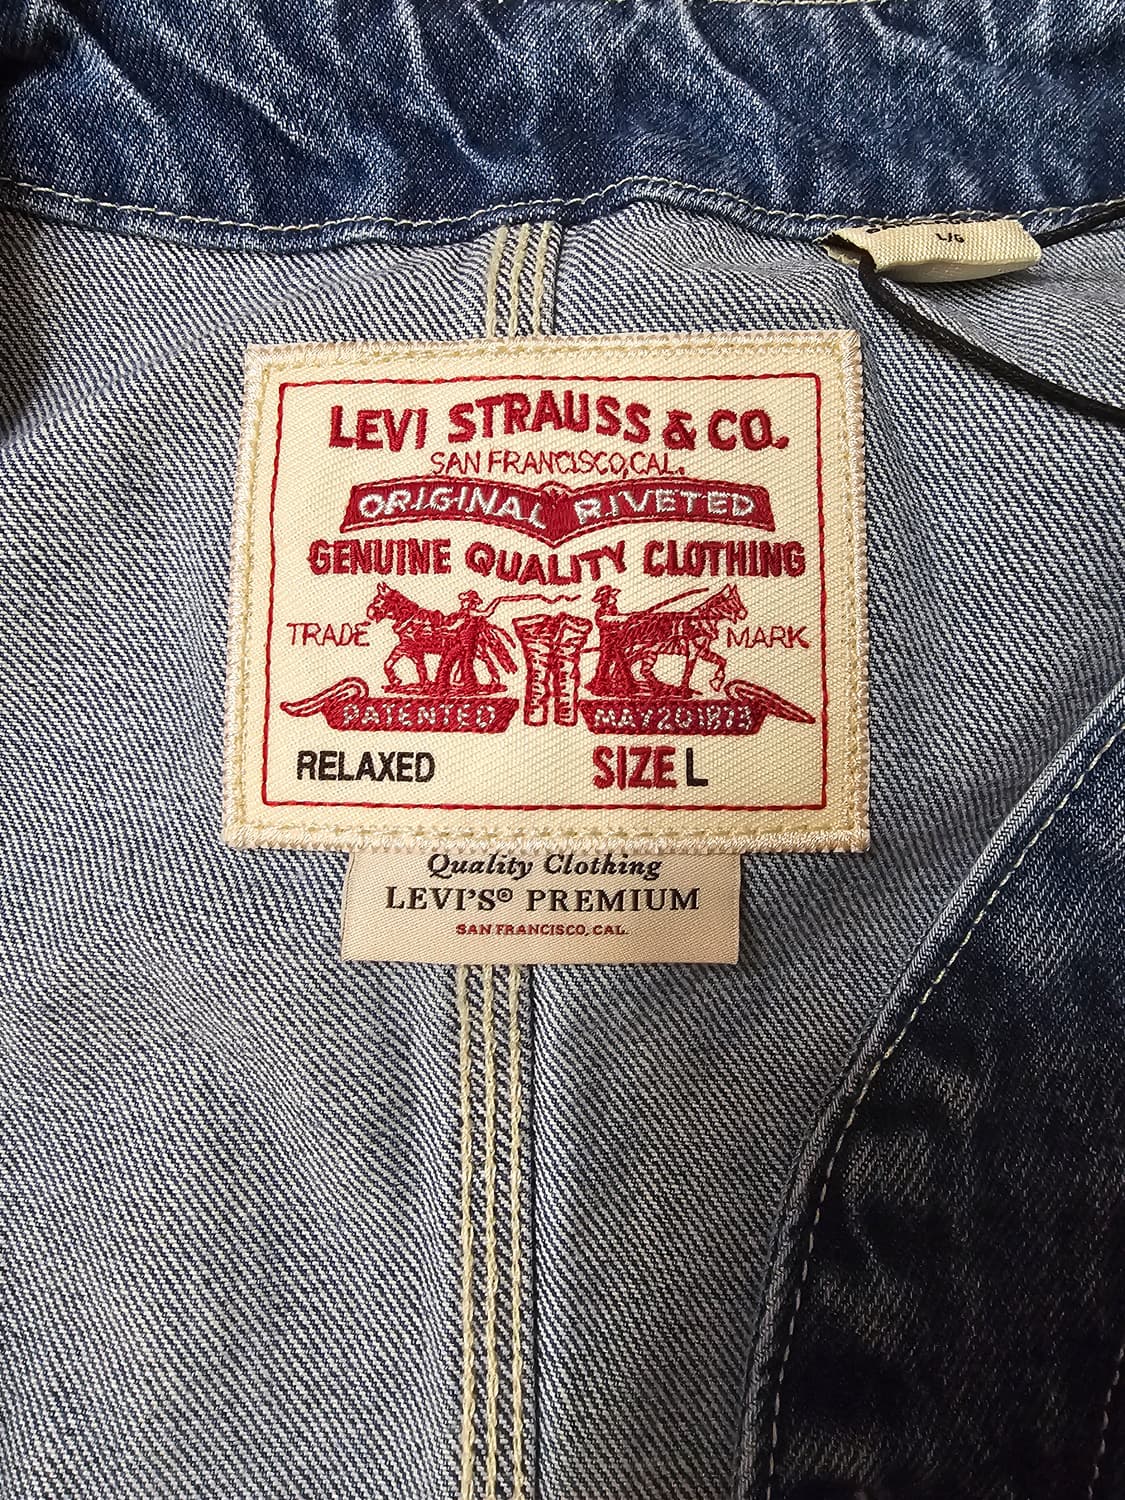 L/G
LEVI STRAUSS & CO.
SAN FRANCISCO, CAL.
ORIGINAL RIVETED
GENUINE QUALITY CLOTHING
TRADE MARK
PATENTED MAY 20 1873
RELAXED SIZE L
Quality Clothing
LEVI'S® PREMIUM
SAN FRANCISCO, CAL.